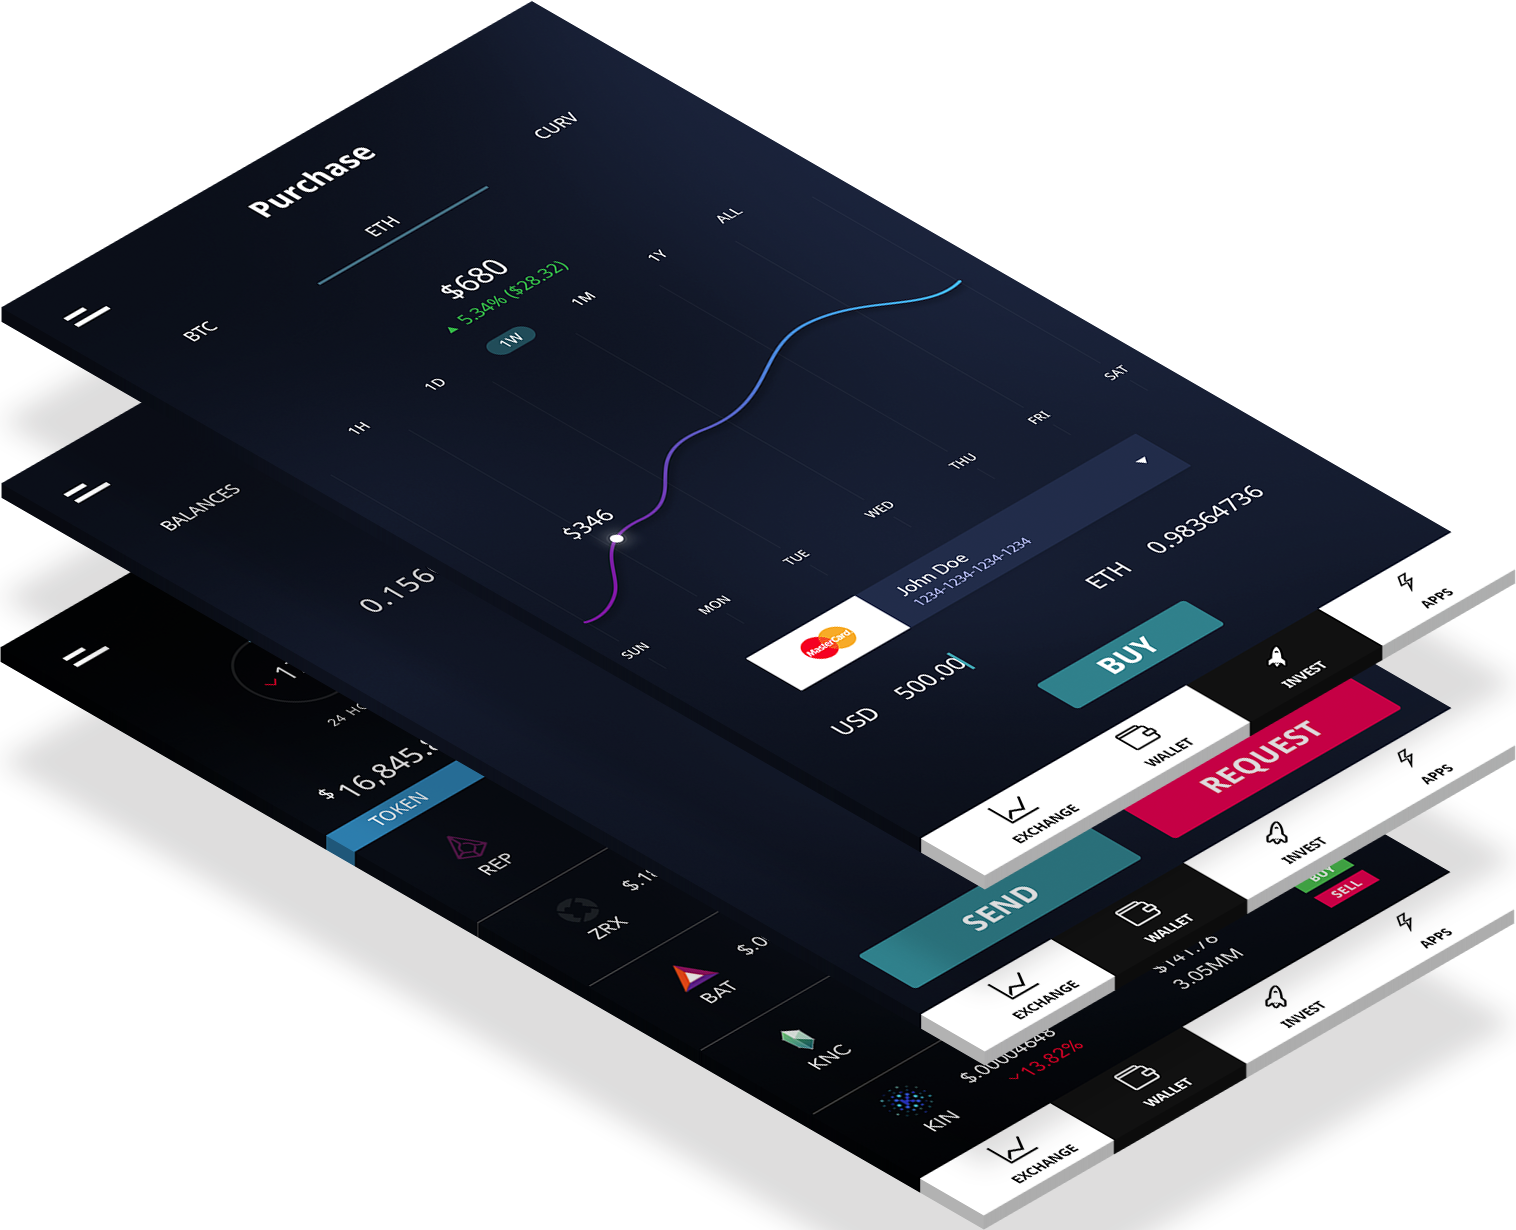 Purchase
BTC
ETH
CURV
$680
▲ 5.34% ($28.32)
1H
1D
1W
1M
1Y
ALL
$346
SUN
MON
TUE
WED
THU
FRI
SAT
MasterCard
John Doe
1234-1234-1234-1234
USD 500.00
ETH 0.98364736
BUY
EXCHANGE
WALLET
INVEST
APPS
BALANCES
0.156
SEND
REQUEST
EXCHANGE
WALLET
INVEST
APPS
24 HO
$16,845.
TOKEN
REP
ZRX
$.1
BAT
$.0
KNC
KIN
$.00004648
13.82%
$141.76
3.05MM
BUY
SELL
EXCHANGE
WALLET
INVEST
APPS